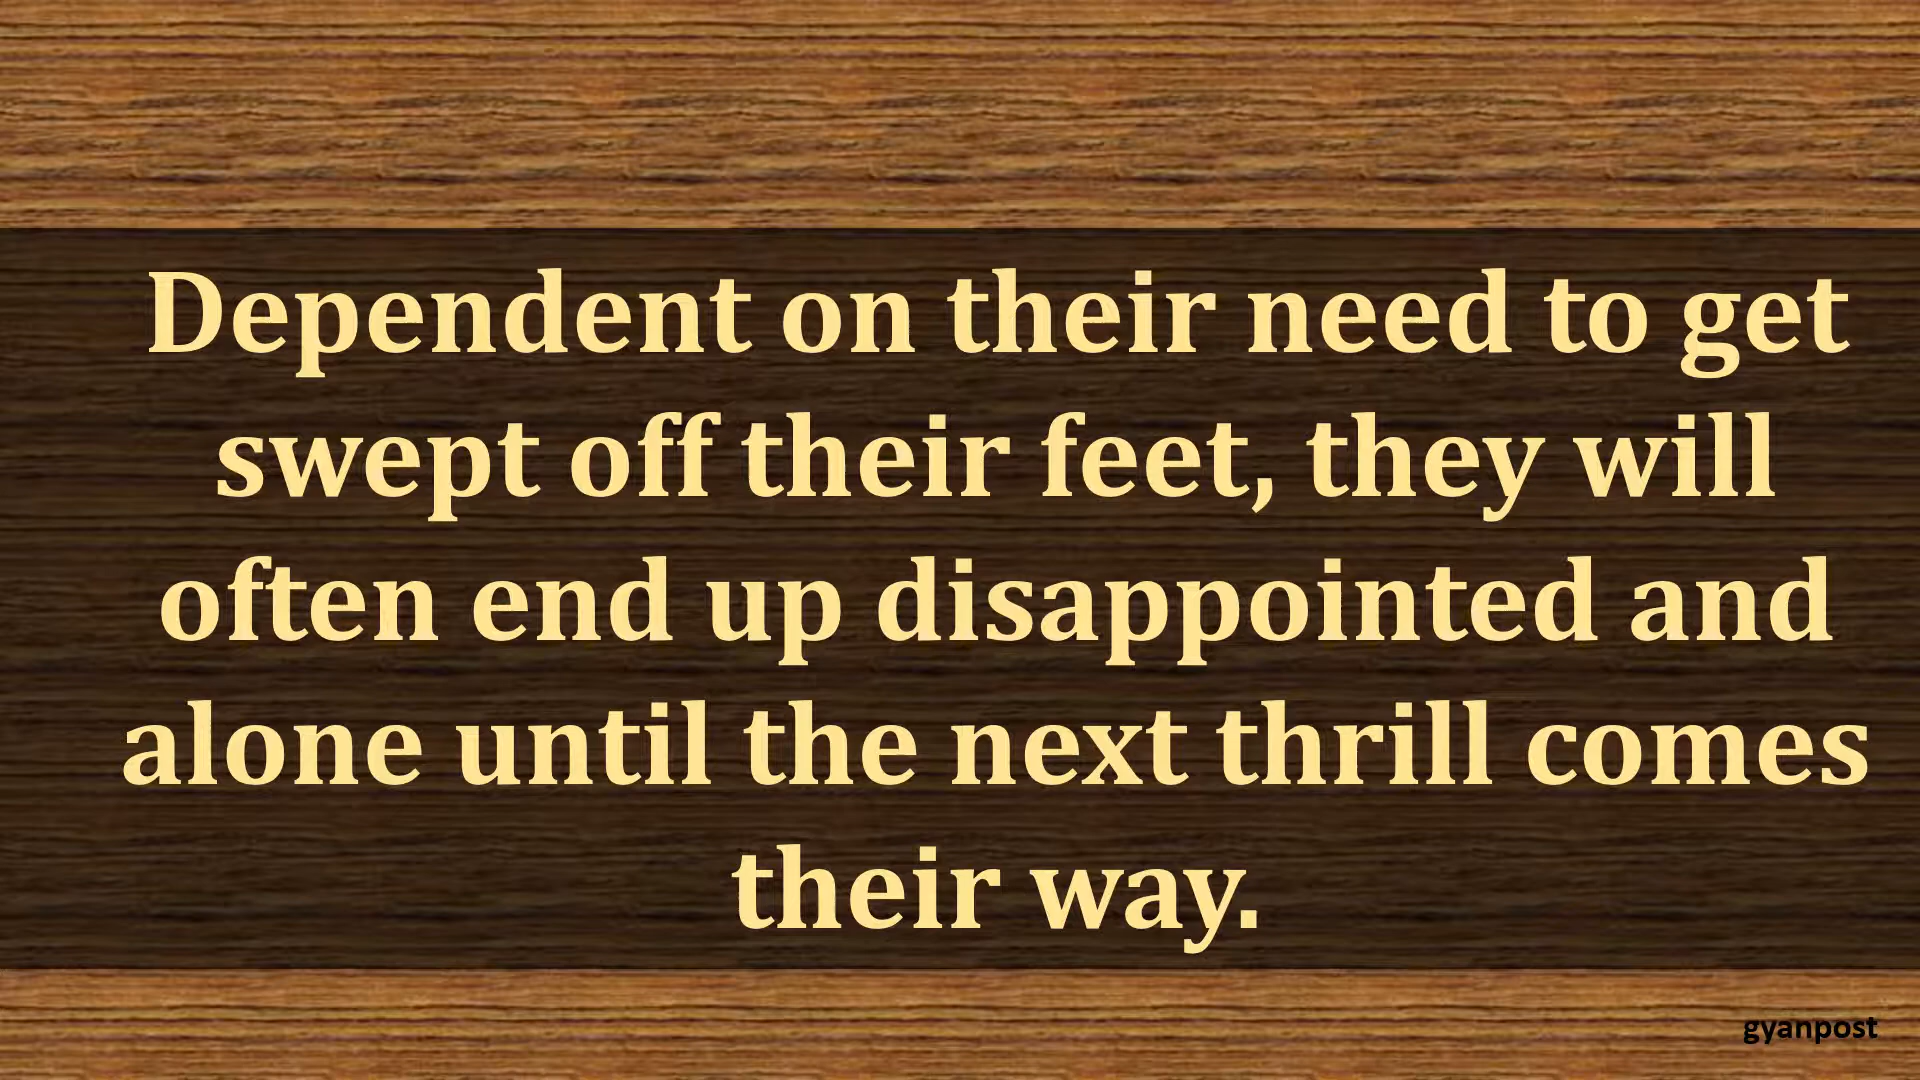 Dependent on their need to get
swept off their feet, they will
often end up disappointed and
alone until the next thrill comes
their way.
gyanpost